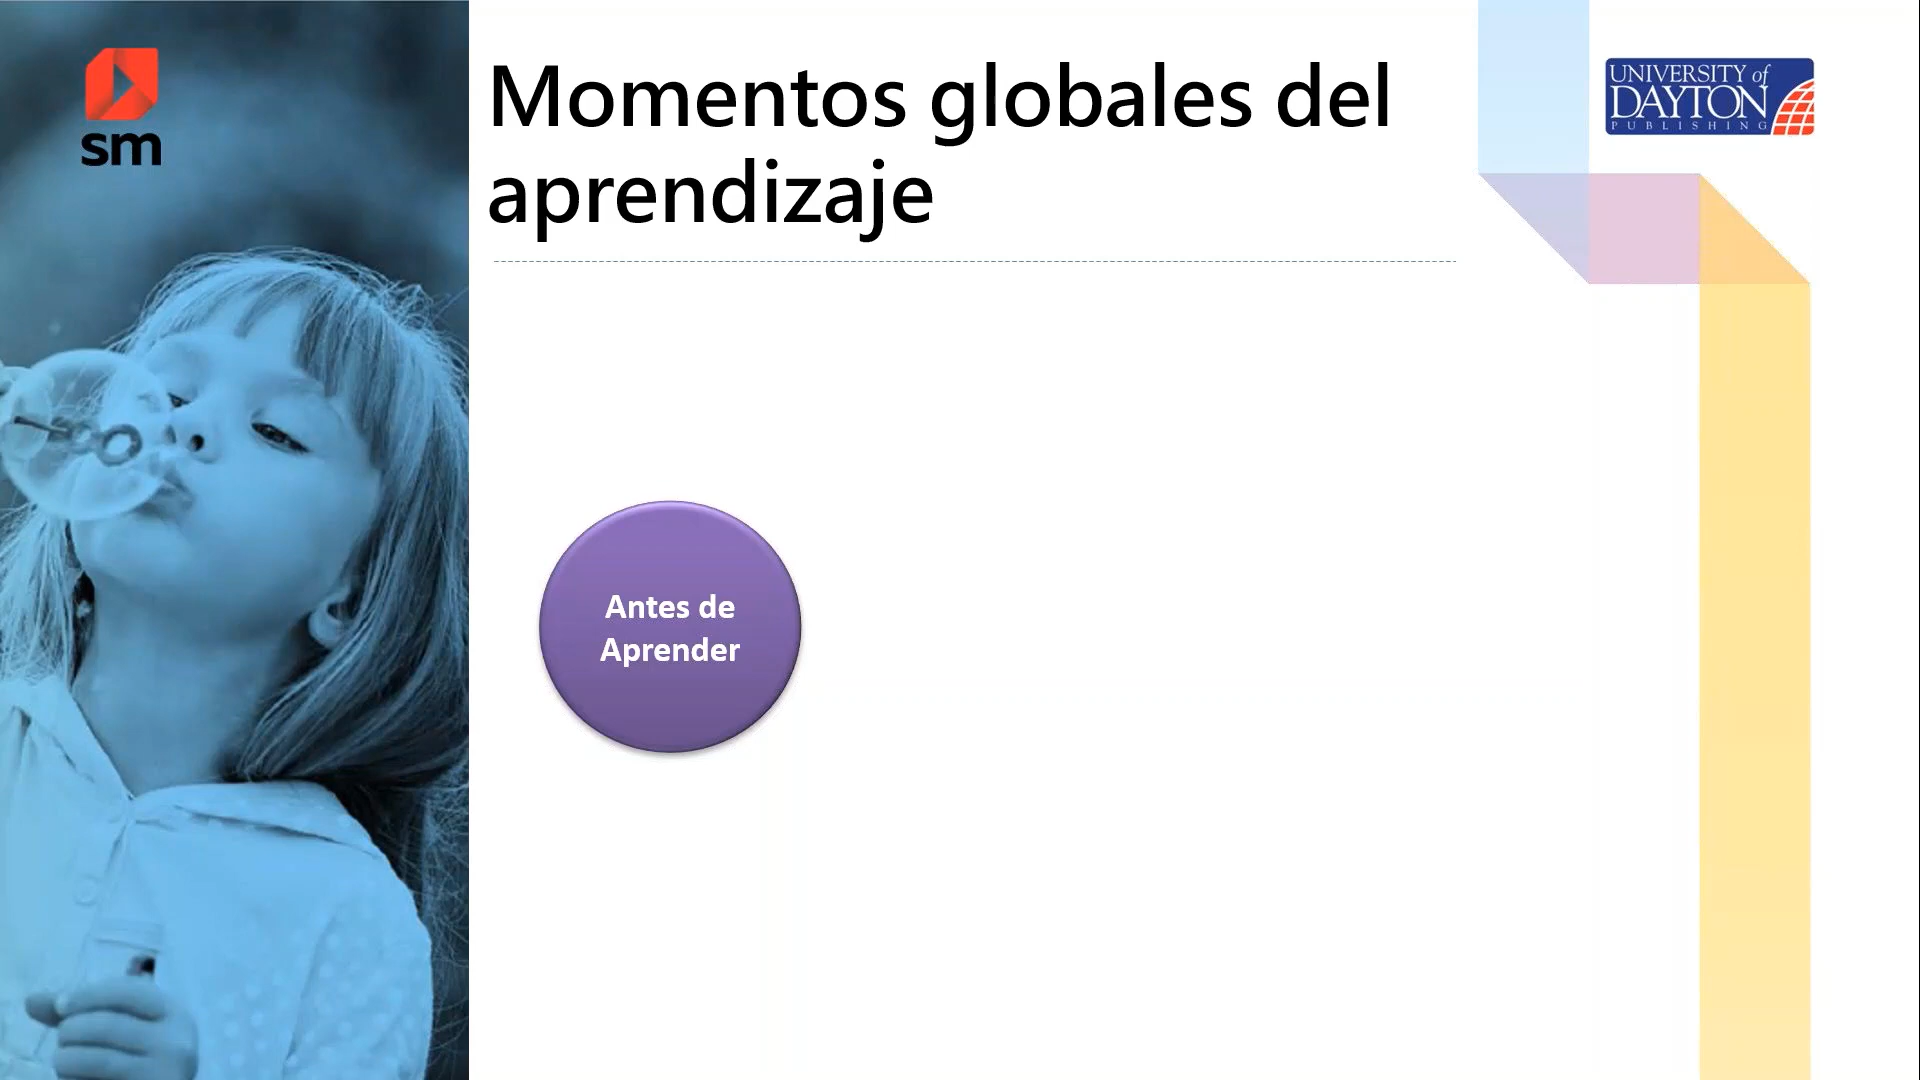 sm
Momentos globales del
aprendizaje
UNIVERSITY of
DAYTON
PUBLISHING
Antes de
Aprender